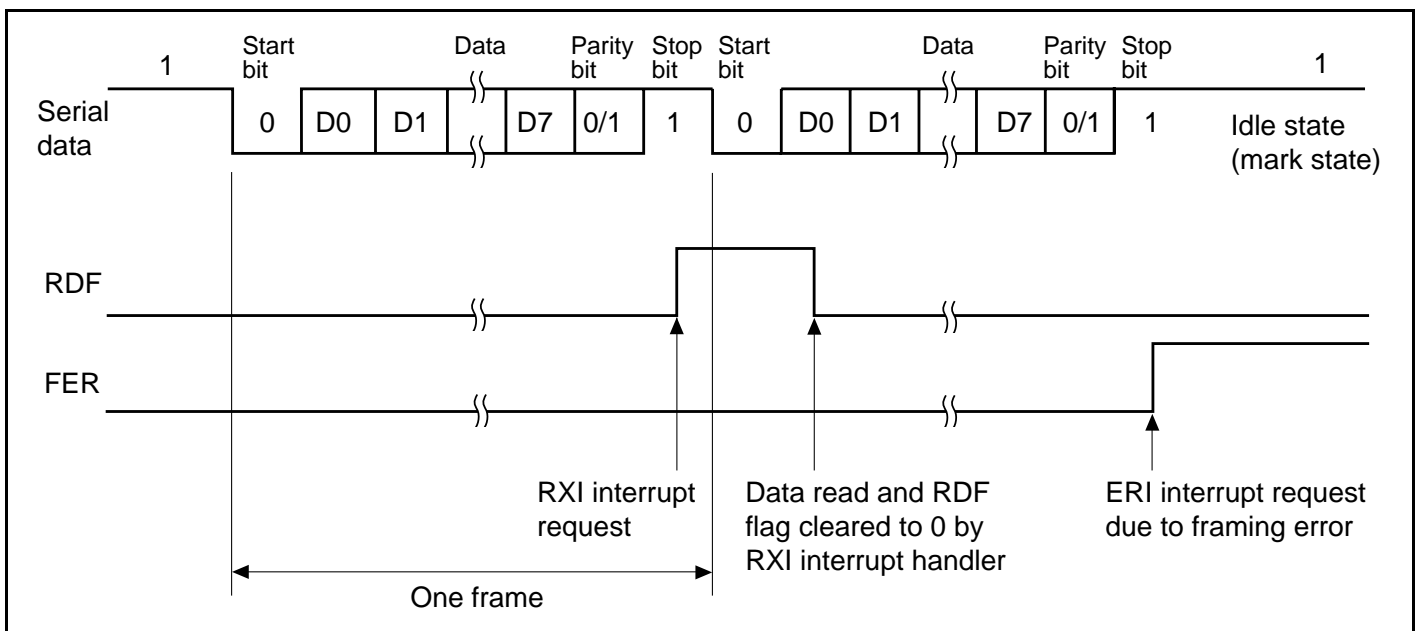 Start bit Data Parity bit Stop bit Start bit Data Parity bit Stop bit
1 1
Serial data
0 D0 D1 D7 0/1 1 0 D0 D1 D7 0/1 1
Idle state
(mark state)
RDF
FER
RXI interrupt
request
Data read and RDF
flag cleared to 0 by
RXI interrupt handler
ERI interrupt request
due to framing error
One frame